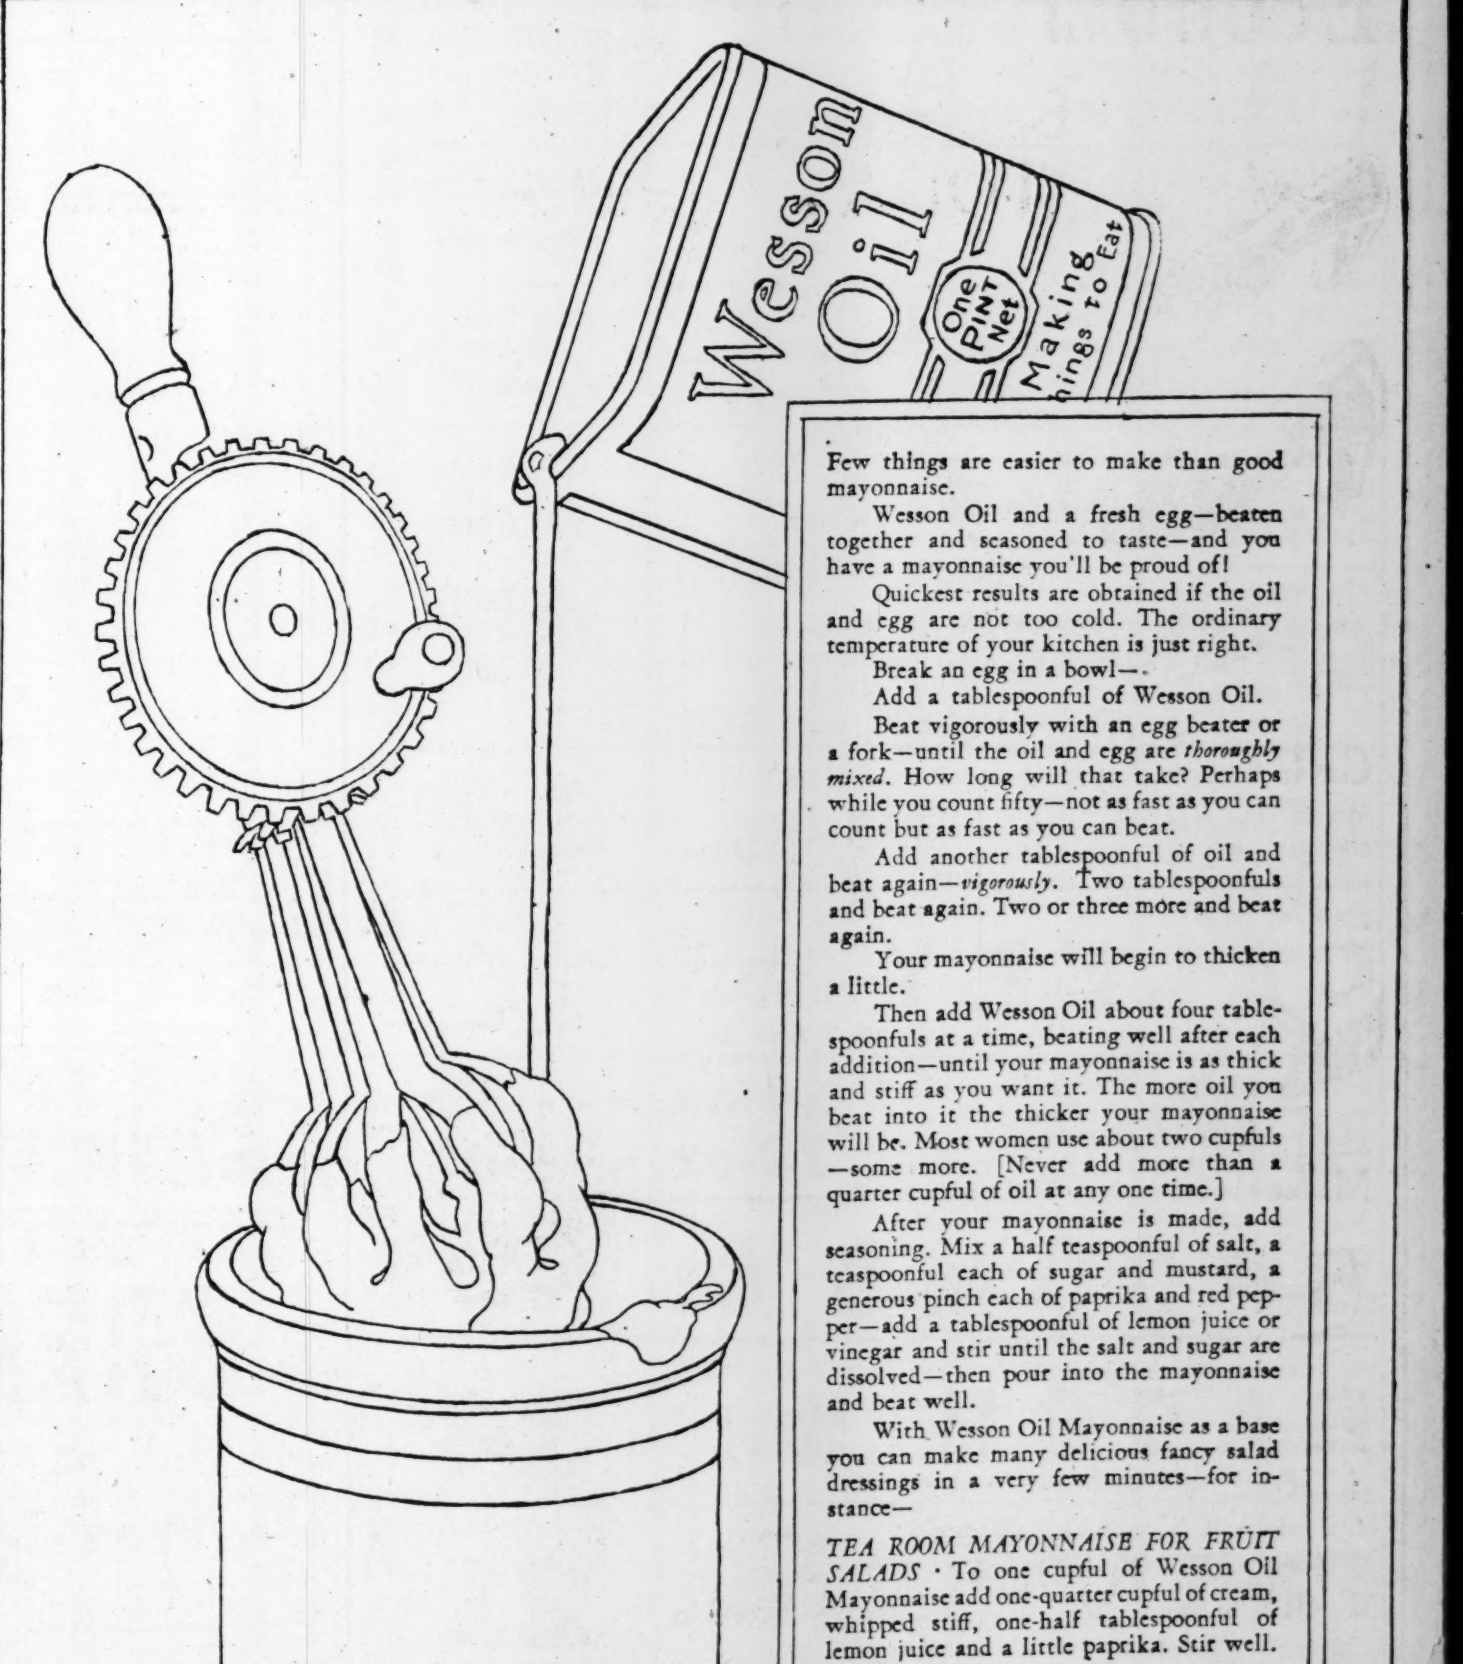 Wesson
Oil
One
PINT
Net
Making
hings to Eat
Few things are easier to make than good
mayonnaise.
Wesson Oil and a fresh egg—beaten
together and seasoned to taste—and you
have a mayonnaise you'll be proud of!
Quickest results are obtained if the oil
and egg are not too cold. The ordinary
temperature of your kitchen is just right.
Break an egg in a bowl—
Add a tablespoonful of Wesson Oil.
Beat vigorously with an egg beater or
a fork—until the oil and egg are thoroughly
mixed. How long will that take? Perhaps
while you count fifty—not as fast as you can
count but as fast as you can beat.
Add another tablespoonful of oil and
beat again—vigorously. Two tablespoonfuls
and beat again. Two or three more and beat
again.
Your mayonnaise will begin to thicken
a little.
Then add Wesson Oil about four table-
spoonfuls at a time, beating well after each
addition—until your mayonnaise is as thick
and stiff as you want it. The more oil you
beat into it the thicker your mayonnaise
will be. Most women use about two cupfuls
—some more. [Never add more than a
quarter cupful of oil at any one time.]
After your mayonnaise is made, add
seasoning. Mix a half teaspoonful of salt, a
teaspoonful each of sugar and mustard, a
generous pinch each of paprika and red pep-
per—add a tablespoonful of lemon juice or
vinegar and stir until the salt and sugar are
dissolved—then pour into the mayonnaise
and beat well.
With Wesson Oil Mayonnaise as a base
you can make many delicious fancy salad
dressings in a very few minutes—for in-
stance—
TEA ROOM MAYONNAISE FOR FRUIT
SALADS · To one cupful of Wesson Oil
Mayonnaise add one-quarter cupful of cream,
whipped stiff, one-half tablespoonful of
lemon juice and a little paprika. Stir well.